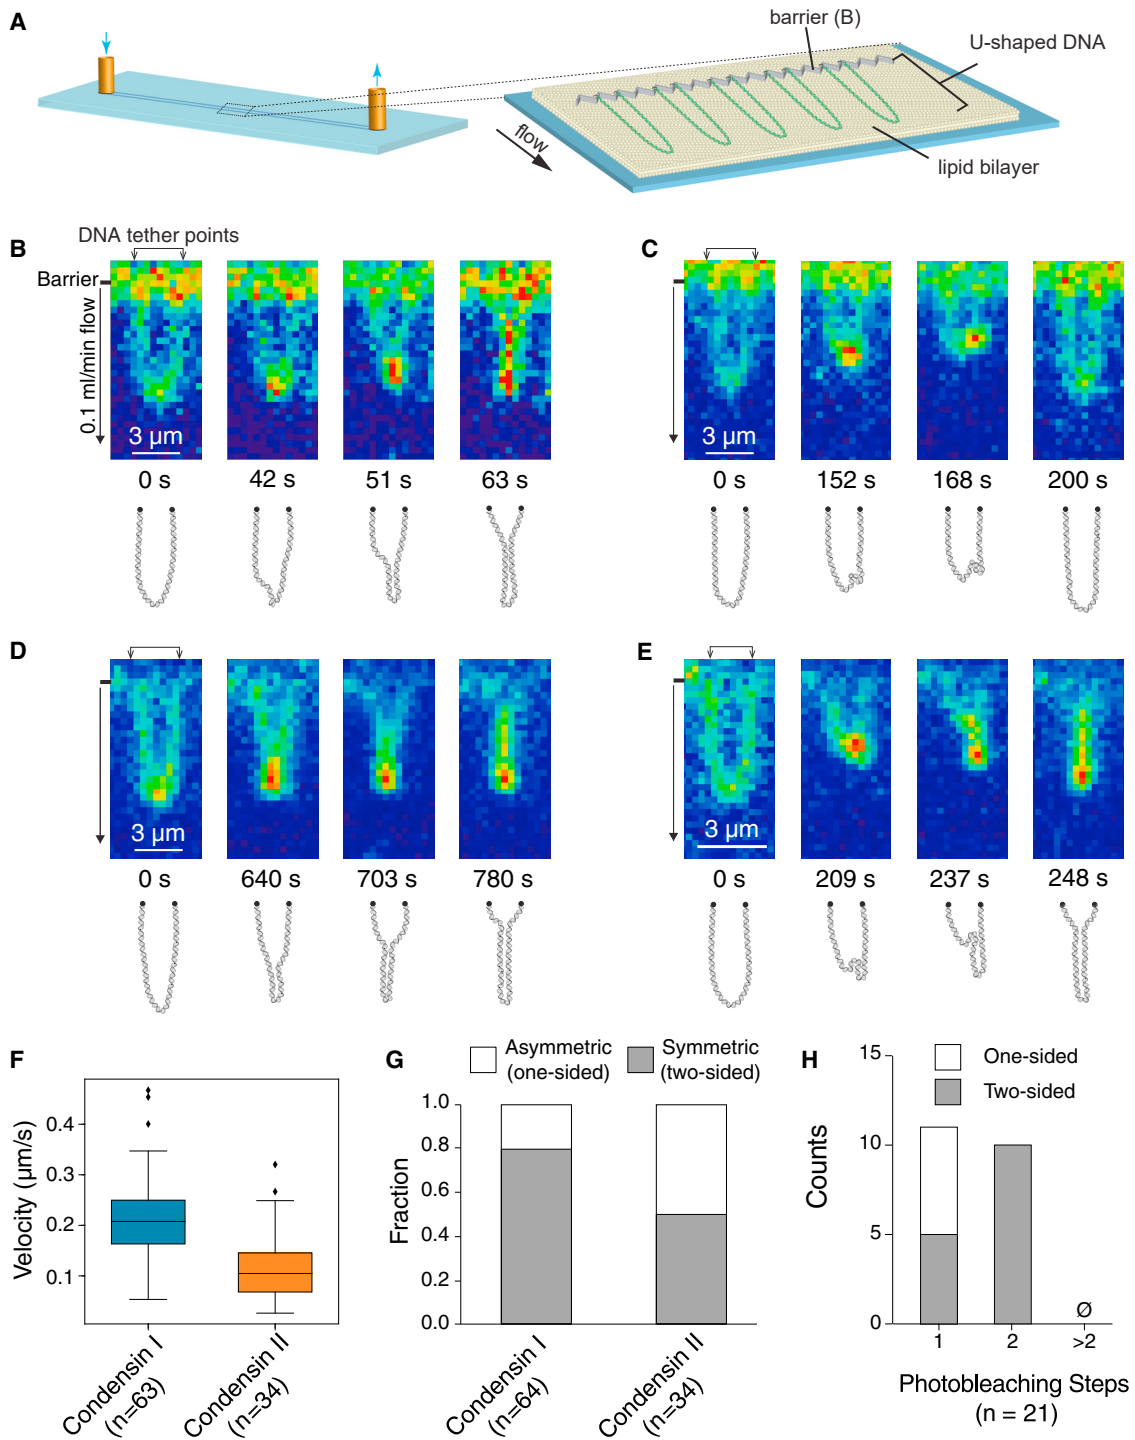 A
barrier (B)
U-shaped DNA
flow
lipid bilayer
B
DNA tether points
C
Barrier
0.1 ml/min flow
3 µm
3 µm
0 s
42 s
51 s
63 s
0 s
152 s
168 s
200 s
D
E
3 µm
3 µm
0 s
640 s
703 s
780 s
0 s
209 s
237 s
248 s
F
Velocity (µm/s)
0.4
0.3
0.2
0.1
Condensin I
(n=63)
Condensin II
(n=34)
G
Asymmetric
(one-sided)
Symmetric
(two-sided)
Fraction
1.0
0.8
0.6
0.4
0.2
0.0
Condensin I
(n=64)
Condensin II
(n=34)
H
One-sided
Two-sided
Counts
15
10
5
0
Ø
1
2
>2
Photobleaching Steps
(n = 21)